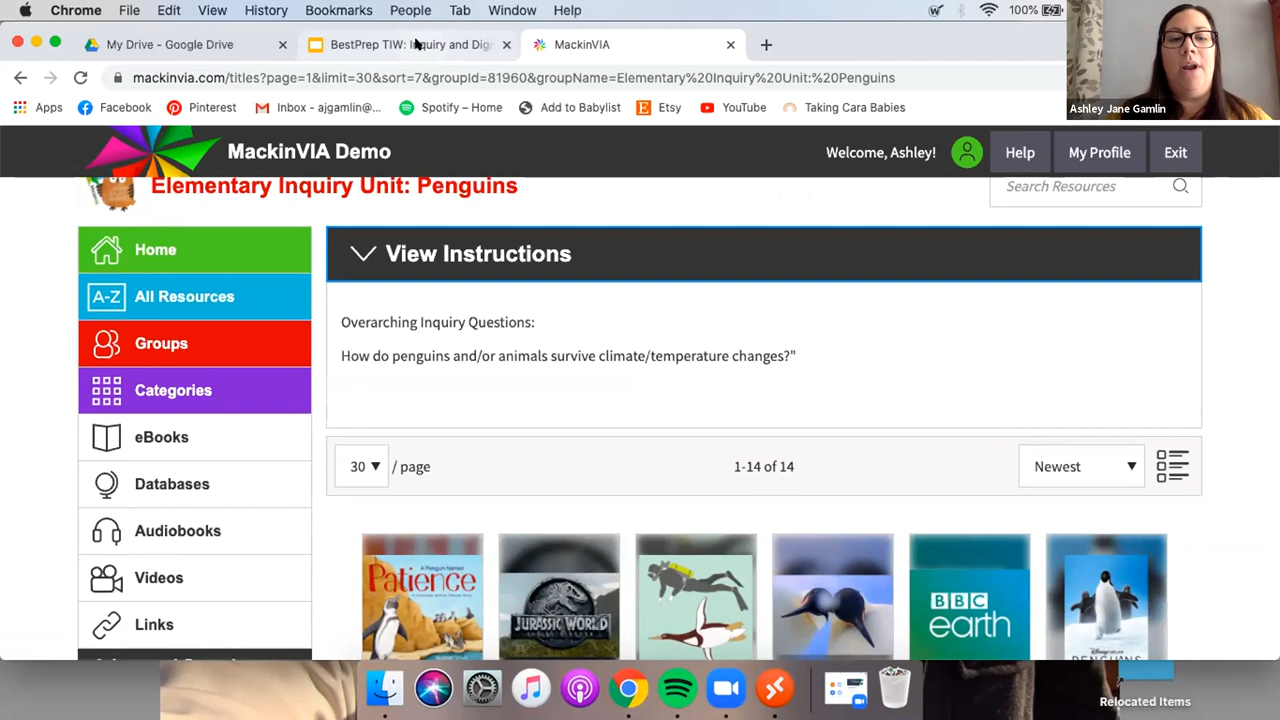 Chrome File Edit View History Bookmarks People Tab Window Help 100%
My Drive - Google Drive BestPrep TIW: Inquiry and Dig MackinVIA
mackinvia.com/titles?page=1&limit=30&sort=7&groupId=81960&groupName=Elementary%20Inquiry%20Unit:%20Penguins
Apps Facebook Pinterest Inbox - ajgamlin@... Spotify – Home Add to Babylist Etsy YouTube Taking Cara Babies
Ashley Jane Gamlin
MackinVIA Demo Welcome, Ashley! Help My Profile Exit
Elementary Inquiry Unit: Penguins Search Resources
Home
All Resources
Groups
Categories
eBooks
Databases
Audiobooks
Videos
Links
View Instructions
Overarching Inquiry Questions:
How do penguins and/or animals survive climate/temperature changes?"
30 / page 1-14 of 14 Newest
A Penguin Named
Patience
JURASSIC WORLD
BBC
earth
PENGUINS
Relocated Items